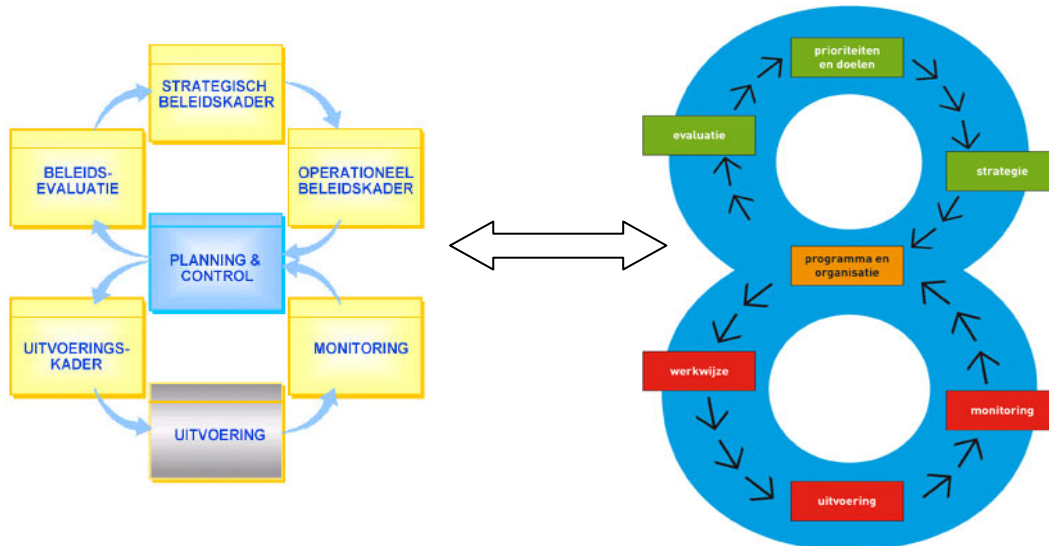 STRATEGISCH
BELEIDSKADER
BELEIDS-
EVALUATIE
OPERATIONEEL
BELEIDSKADER
PLANNING &
CONTROL
UITVOERINGS-
KADER
MONITORING
UITVOERING
prioriteiten
en doelen
evaluatie
strategie
programma en
organisatie
werkwijze
monitoring
uitvoering